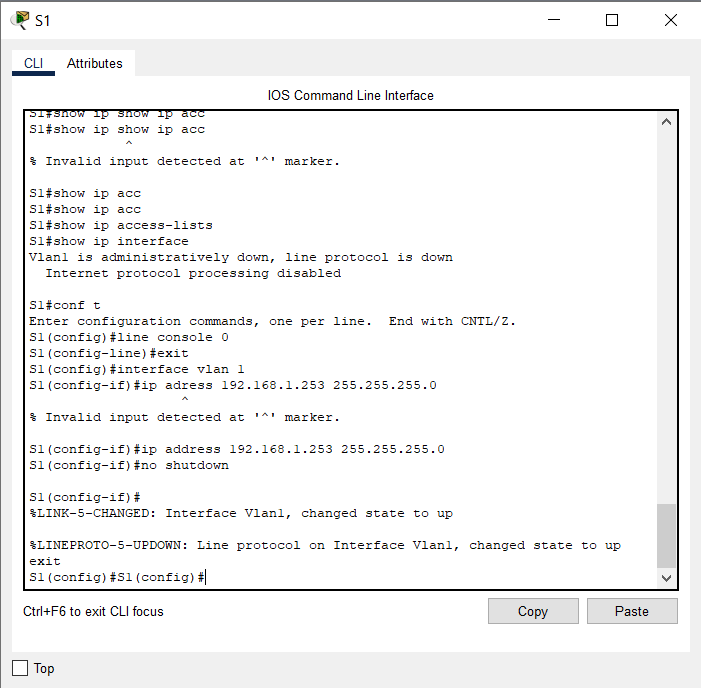 S1
CLI
Attributes
IOS Command Line Interface
S1#show ip show ip acc
S1#show ip show ip acc
^
% Invalid input detected at '^' marker.
S1#show ip acc
S1#show ip acc
S1#show ip access-lists
S1#show ip interface
Vlan1 is administratively down, line protocol is down
Internet protocol processing disabled
S1#conf t
Enter configuration commands, one per line.  End with CNTL/Z.
S1(config)#line console 0
S1(config-line)#exit
S1(config)#interface vlan 1
S1(config-if)#ip adress 192.168.1.253 255.255.255.0
^
% Invalid input detected at '^' marker.
S1(config-if)#ip address 192.168.1.253 255.255.255.0
S1(config-if)#no shutdown
S1(config-if)#
%LINK-5-CHANGED: Interface Vlan1, changed state to up
%LINEPROTO-5-UPDOWN: Line protocol on Interface Vlan1, changed state to up
exit
S1(config)#S1(config)#
Ctrl+F6 to exit CLI focus
Copy
Paste
Top